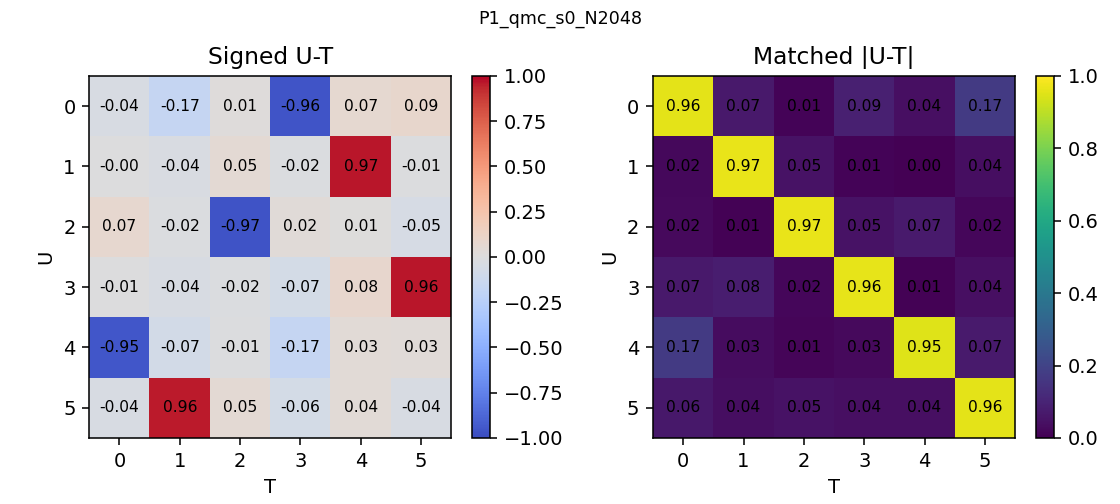 P1_qmc_s0_N2048
Signed U-T
U
0 -0.04 -0.17 0.01 -0.96 0.07 0.09
1 -0.00 -0.04 0.05 -0.02 0.97 -0.01
2 0.07 -0.02 -0.97 0.02 0.01 -0.05
3 -0.01 -0.04 -0.02 -0.07 0.08 0.96
4 -0.95 -0.07 -0.01 -0.17 0.03 0.03
5 -0.04 0.96 0.05 -0.06 0.04 -0.04
0 1 2 3 4 5
T
1.00
0.75
0.50
0.25
0.00
−0.25
−0.50
−0.75
−1.00
Matched |U-T|
U
0 0.96 0.07 0.01 0.09 0.04 0.17
1 0.02 0.97 0.05 0.01 0.00 0.04
2 0.02 0.01 0.97 0.05 0.07 0.02
3 0.07 0.08 0.02 0.96 0.01 0.04
4 0.17 0.03 0.01 0.03 0.95 0.07
5 0.06 0.04 0.05 0.04 0.04 0.96
0 1 2 3 4 5
T
1.0
0.8
0.6
0.4
0.2
0.0